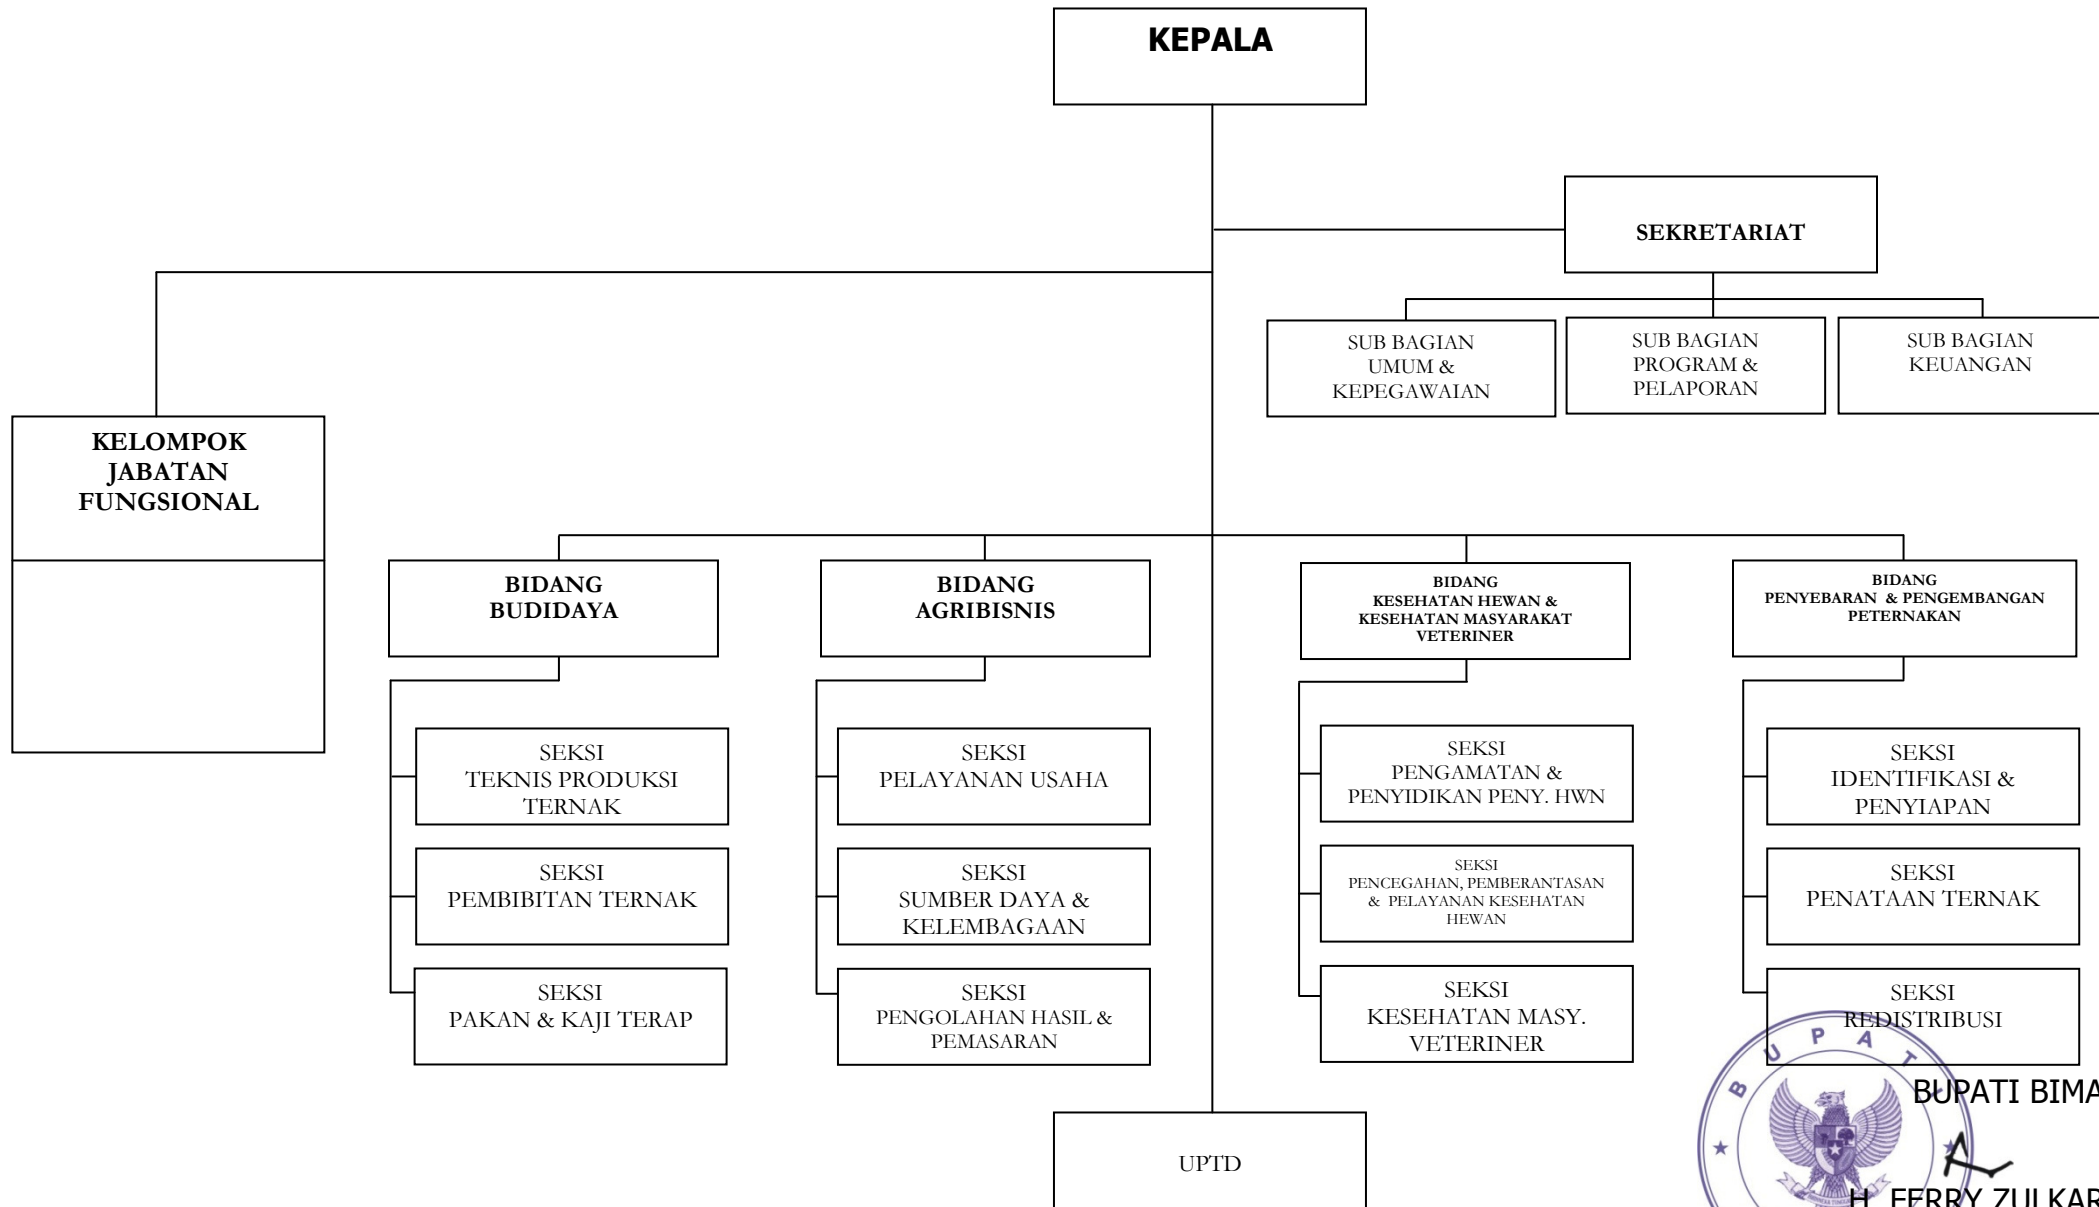 KEPALA
SEKRETARIAT
SUB BAGIAN
UMUM &
KEPEGAWAIAN
SUB BAGIAN
PROGRAM &
PELAPORAN
SUB BAGIAN
KEUANGAN
KELOMPOK
JABATAN
FUNGSIONAL
BIDANG
BUDIDAYA
BIDANG
AGRIBISNIS
BIDANG
KESEHATAN HEWAN &
KESEHATAN MASYARAKAT
VETERINER
BIDANG
PENYEBARAN & PENGEMBANGAN
PETERNAKAN
SEKSI
TEKNIS PRODUKSI
TERNAK
SEKSI
PEMBIBITAN TERNAK
SEKSI
PAKAN & KAJI TERAP
SEKSI
PELAYANAN USAHA
SEKSI
SUMBER DAYA &
KELEMBAGAAN
SEKSI
PENGOLAHAN HASIL &
PEMASARAN
SEKSI
PENGAMATAN &
PENYIDIKAN PENY. HWN
SEKSI
PENCEGAHAN, PEMBERANTASAN
& PELAYANAN KESEHATAN
HEWAN
SEKSI
KESEHATAN MASY.
VETERINER
SEKSI
IDENTIFIKASI &
PENYIAPAN
SEKSI
PENATAAN TERNAK
SEKSI
REDISTRIBUSI
UPTD
BUPATI
BUPATI BIMA
H. FERRY ZULKAR